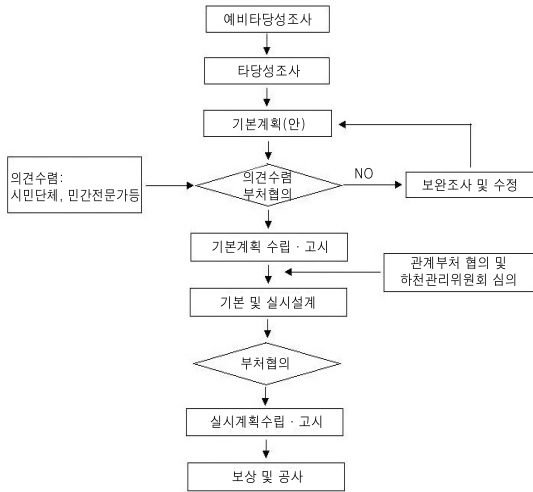 예비타당성조사
타당성조사
기본계획(안)
의견수렴:
시민단체, 민간전문가등
의견수렴
부처협의
NO
보완조사 및 수정
기본계획 수립 · 고시
관계부처 협의 및
하천관리위원회 심의
기본 및 실시설계
부처협의
실시계획수립 · 고시
보상 및 공사